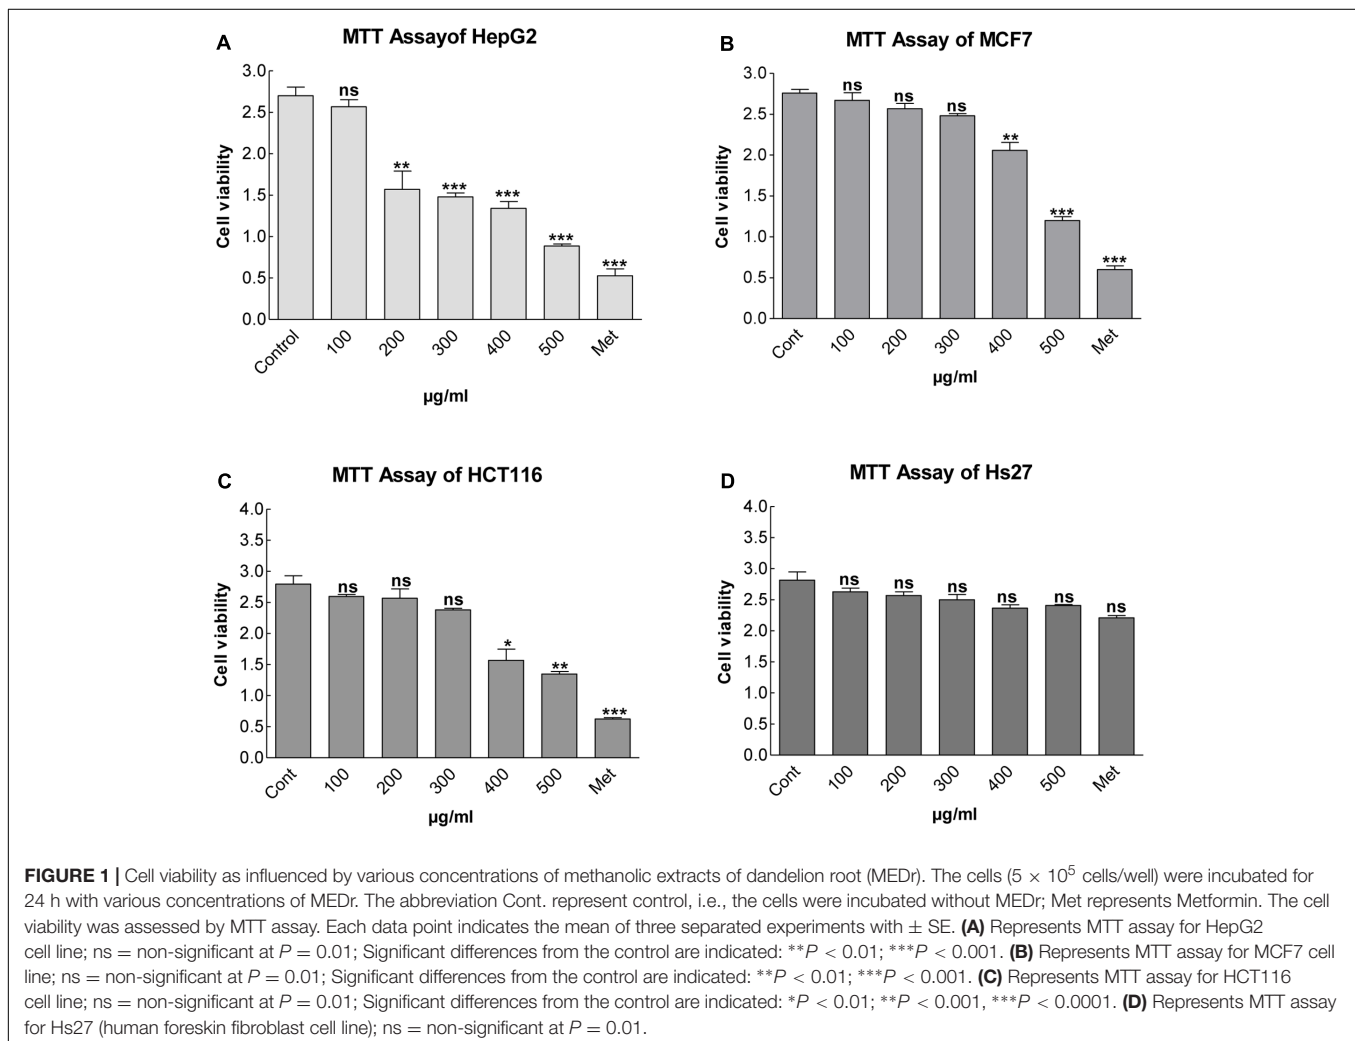 A
MTT Assayof HepG2
Cell viability
3.0
2.5
2.0
1.5
1.0
0.5
0.0
ns
**
***
***
***
***
Control
100
200
300
400
500
Met
µg/ml
B
MTT Assay of MCF7
Cell viability
3.0
2.5
2.0
1.5
1.0
0.5
0.0
ns
ns
ns
**
***
***
Cont
100
200
300
400
500
Met
µg/ml
C
MTT Assay of HCT116
Cell viability
4.0
3.5
3.0
2.5
2.0
1.5
1.0
0.5
0.0
ns
ns
ns
*
**
***
Cont
100
200
300
400
500
Met
µg/ml
D
MTT Assay of Hs27
Cell viability
4.0
3.5
3.0
2.5
2.0
1.5
1.0
0.5
0.0
ns
ns
ns
ns
ns
ns
Cont
100
200
300
400
500
Met
µg/ml
FIGURE 1 | Cell viability as influenced by various concentrations of methanolic extracts of dandelion root (MEDr). The cells (5 × 10⁵ cells/well) were incubated for
24 h with various concentrations of MEDr. The abbreviation Cont. represent control, i.e., the cells were incubated without MEDr; Met represents Metformin. The cell
viability was assessed by MTT assay. Each data point indicates the mean of three separated experiments with ± SE. (A) Represents MTT assay for HepG2
cell line; ns = non-significant at P = 0.01; Significant differences from the control are indicated: **P < 0.01; ***P < 0.001. (B) Represents MTT assay for MCF7 cell
line; ns = non-significant at P = 0.01; Significant differences from the control are indicated: **P < 0.01; ***P < 0.001. (C) Represents MTT assay for HCT116
cell line; ns = non-significant at P = 0.01; Significant differences from the control are indicated: *P < 0.01; **P < 0.001, ***P < 0.0001. (D) Represents MTT assay
for Hs27 (human foreskin fibroblast cell line); ns = non-significant at P = 0.01.